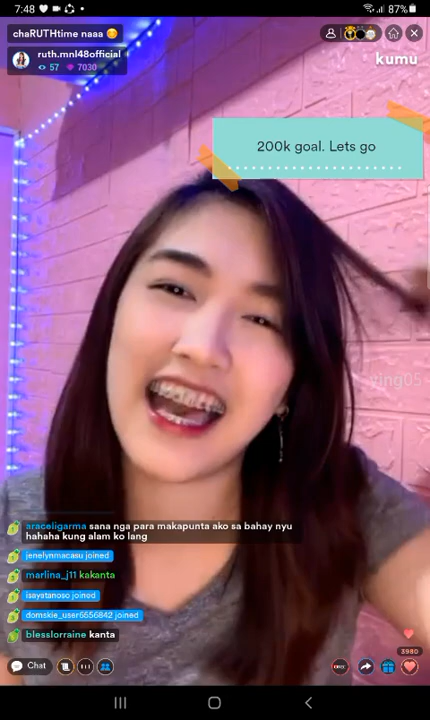 7:48
87%
chaRUTHtime naaa 😏
ruth.mnl48official
57 7030
kumu
200k goal. Lets go
ying05
araceligarma sana nga para makapunta ako sa bahay nyu
hahaha kung alam ko lang
jenelynmacasu joined
marlina_j11 kakanta
isayatanoso joined
domskie_user5556842 joined
blesslorraine kanta
3980
Chat